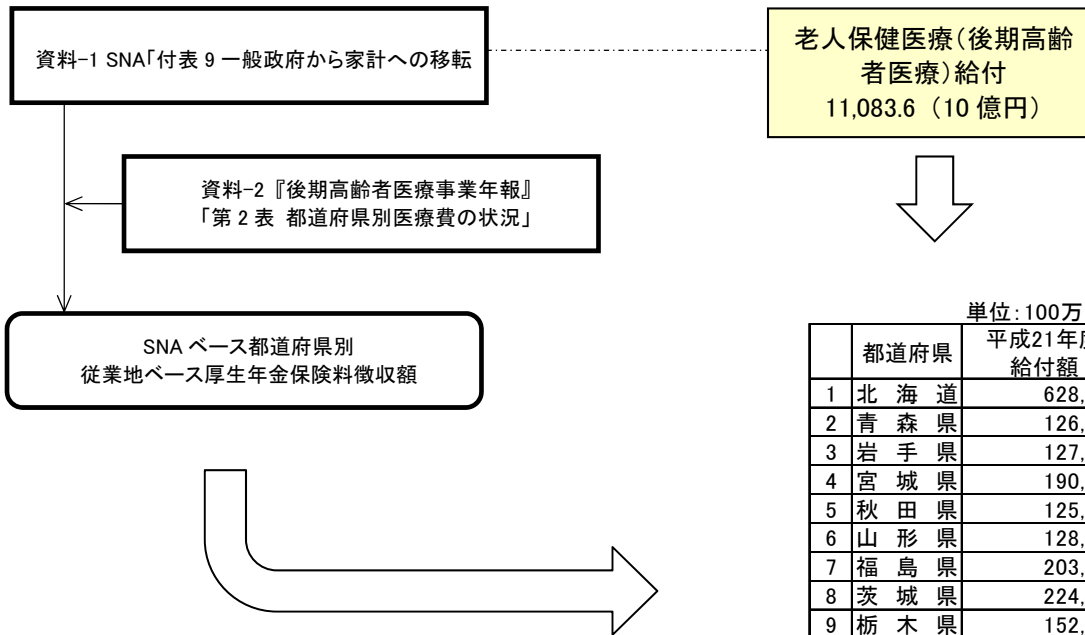 資料-1 SNA「付表 9 一般政府から家計への移転
老人保健医療(後期高齢
者医療)給付
11,083.6 (10 億円)
資料-2 『後期高齢者医療事業年報』
「第 2 表 都道府県別医療費の状況」
SNA ベース都道府県別
従業地ベース厚生年金保険料徴収額
単位:100万
都道府県 平成21年度
給付額
1 北 海 道 628,
2 青 森 県 126,
3 岩 手 県 127,
4 宮 城 県 190,
5 秋 田 県 125,
6 山 形 県 128,
7 福 島 県 203,
8 茨 城 県 224,
9 栃 木 県 152,